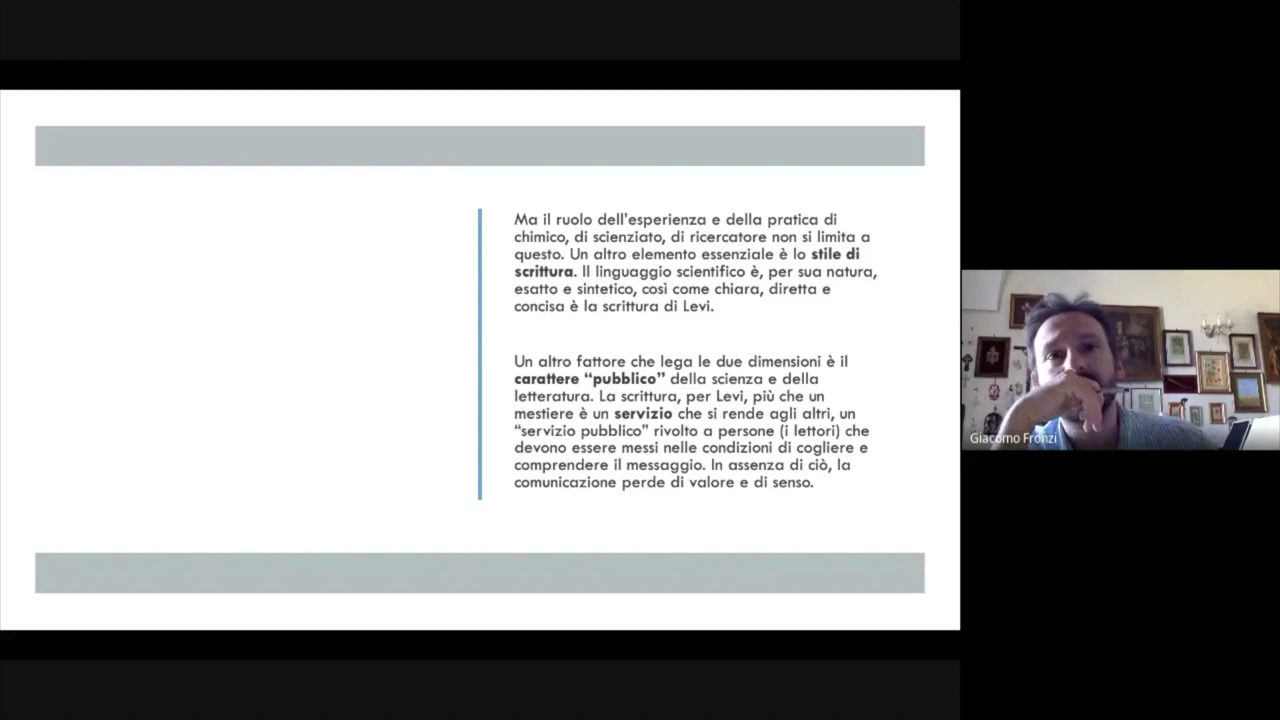 Ma il ruolo dell'esperienza e della pratica di
chimico, di scienziato, di ricercatore non si limita a
questo. Un altro elemento essenziale è lo stile di
scrittura. Il linguaggio scientifico è, per sua natura,
esatto e sintetico, così come chiara, diretta e
concisa è la scrittura di Levi.
Un altro fattore che lega le due dimensioni è il
carattere “pubblico” della scienza e della
letteratura. La scrittura, per Levi, più che un
mestiere è un servizio che si rende agli altri, un
“servizio pubblico” rivolto a persone (i lettori) che
devono essere messi nelle condizioni di cogliere e
comprendere il messaggio. In assenza di ciò, la
comunicazione perde di valore e di senso.
Giacomo Fronzi